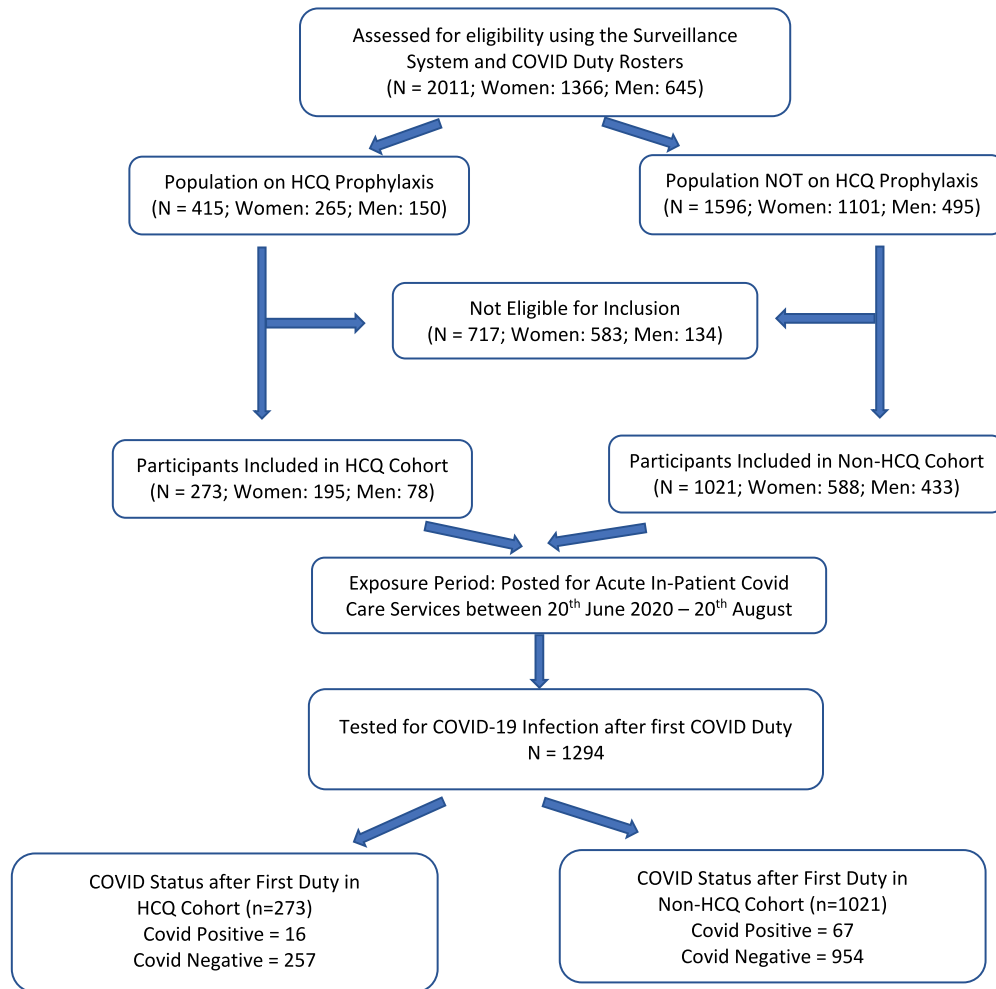 Assessed for eligibility using the Surveillance
System and COVID Duty Rosters
(N = 2011; Women: 1366; Men: 645)
Population on HCQ Prophylaxis
(N = 415; Women: 265; Men: 150)
Population NOT on HCQ Prophylaxis
(N = 1596; Women: 1101; Men: 495)
Not Eligible for Inclusion
(N = 717; Women: 583; Men: 134)
Participants Included in HCQ Cohort
(N = 273; Women: 195; Men: 78)
Participants Included in Non-HCQ Cohort
(N = 1021; Women: 588; Men: 433)
Exposure Period: Posted for Acute In-Patient Covid
Care Services between 20th June 2020 – 20th August
Tested for COVID-19 Infection after first COVID Duty
N = 1294
COVID Status after First Duty in
HCQ Cohort (n=273)
Covid Positive = 16
Covid Negative = 257
COVID Status after First Duty in
Non-HCQ Cohort (n=1021)
Covid Positive = 67
Covid Negative = 954